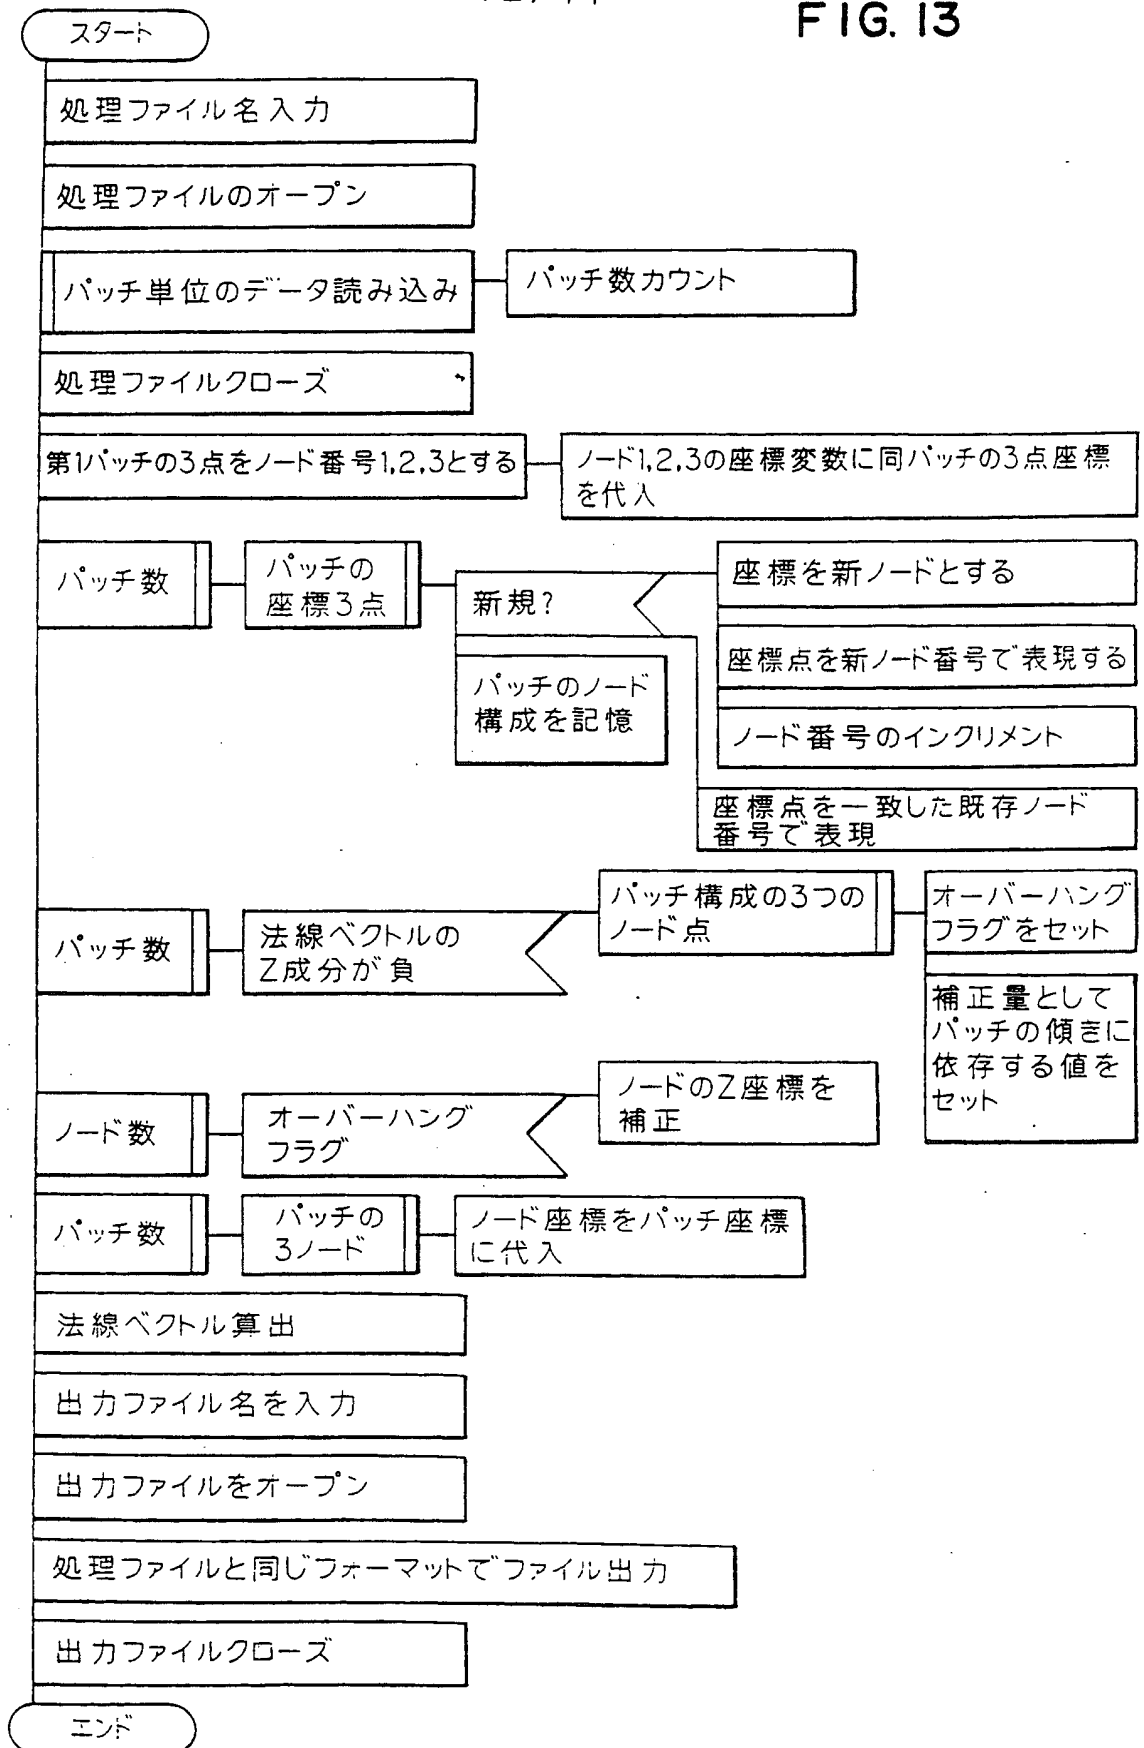 FIG. 13
スタート
処理ファイル名入力
処理ファイルのオープン
パッチ単位のデータ読み込み
パッチ数カウント
処理ファイルクローズ
第1パッチの3点をノード番号1,2,3とする
ノード1,2,3の座標変数に同パッチの3点座標
を代入
パッチ数
パッチの
座標3点
新規?
座標を新ノードとする
座標点を新ノード番号で表現する
ノード番号のインクリメント
座標点を一致した既存ノード
番号で表現
パッチのノード
構成を記憶
パッチ数
法線ベクトルの
Z成分が負
パッチ構成の3つの
ノード点
オーバーハング
フラグをセット
補正量として
パッチの傾きに
依存する値を
セット
ノード数
オーバーハング
フラグ
ノードのZ座標を
補正
パッチ数
パッチの
3ノード
ノード座標をパッチ座標
に代入
法線ベクトル算出
出力ファイル名を入力
出力ファイルをオープン
処理ファイルと同じフォーマットでファイル出力
出力ファイルクローズ
エンド